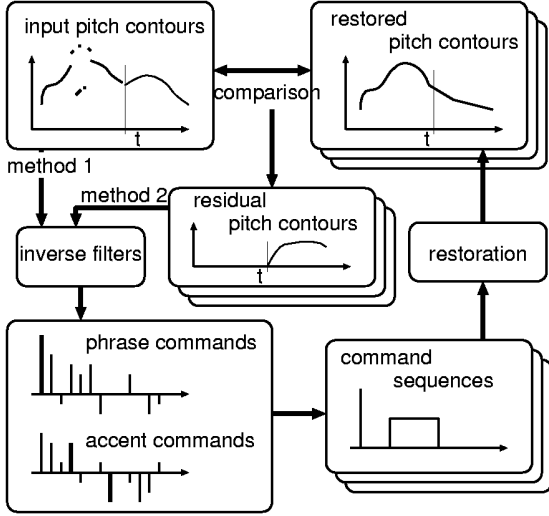 input pitch contours
t
restored
pitch contours
t
comparison
method 1
method 2
residual
pitch contours
t
inverse filters
restoration
phrase commands
accent commands
command
sequences